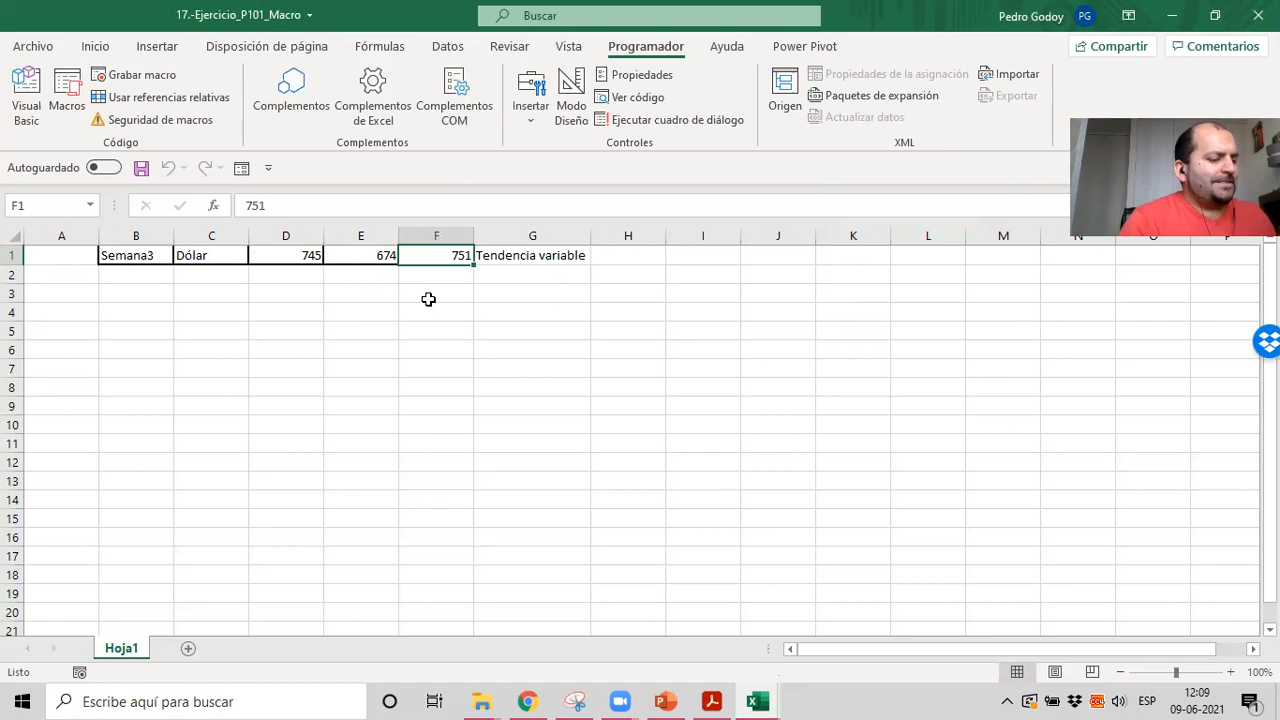 17.-Ejercicio_P101_Macro
Buscar
Pedro Godoy PG
Archivo Inicio Insertar Disposición de página Fórmulas Datos Revisar Vista Programador Ayuda Power Pivot Compartir Comentarios
Visual Basic
Macros
Grabar macro
Usar referencias relativas
Seguridad de macros
Código
Complementos
Complementos de Excel
Complementos COM
Complementos
Insertar
Modo Diseño
Propiedades
Ver código
Ejecutar cuadro de diálogo
Controles
Origen
Propiedades de la asignación
Paquetes de expansión
Actualizar datos
Importar
Exportar
XML
Autoguardado
F1 fx 751
A B C D E F G H I J K L M N O P
1 Semana3 Dólar 745 674 751 Tendencia variable
2
3
4
5
6
7
8
9
10
11
12
13
14
15
16
17
18
19
20
21
Hoja1
Listo 100%
Escribe aquí para buscar
ESP
12:09
09-06-2021
1